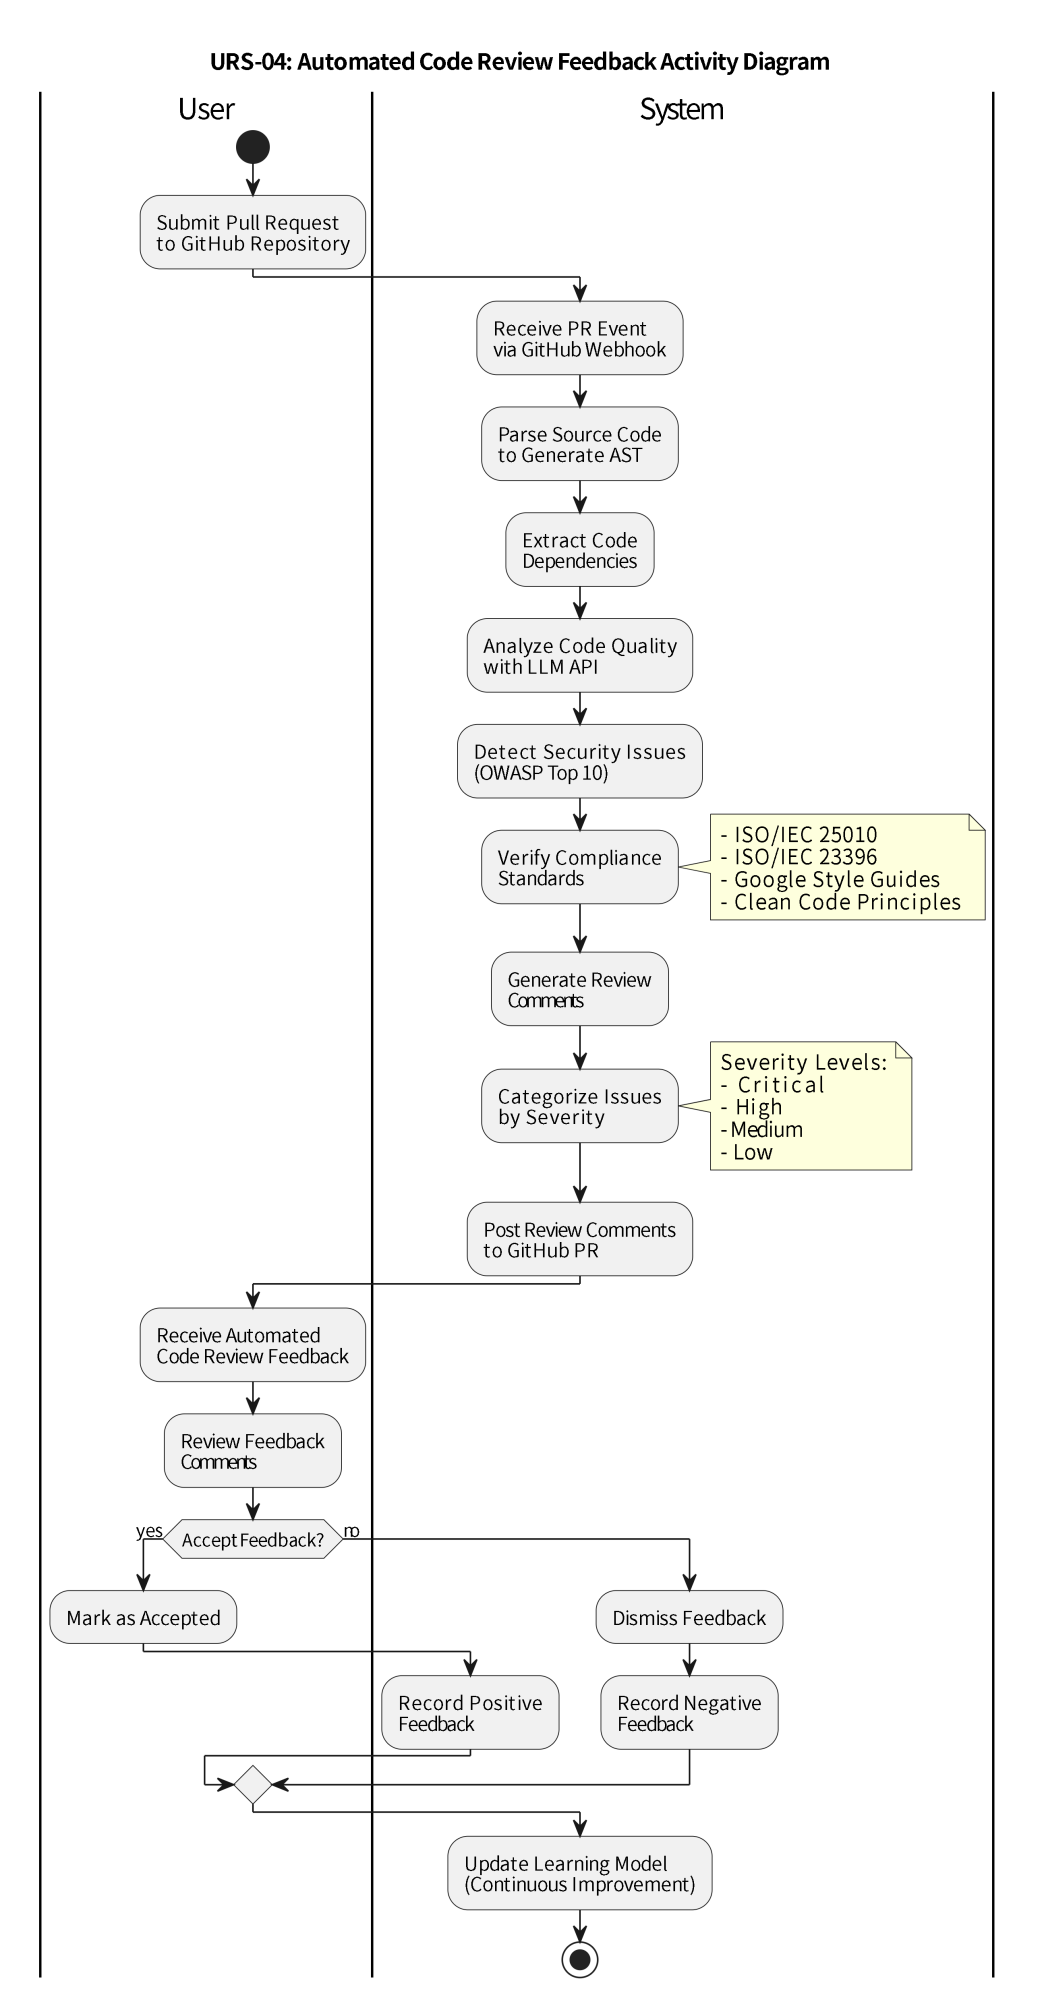 URS-04: Automated Code Review Feedback Activity Diagram
User
System
Submit Pull Request
to GitHub Repository
Receive PR Event
via GitHub Webhook
Parse Source Code
to Generate AST
Extract Code
Dependencies
Analyze Code Quality
with LLM API
Detect Security Issues
(OWASP Top 10)
Verify Compliance
Standards
- ISO/IEC 25010
- ISO/IEC 23396
- Google Style Guides
- Clean Code Principles
Generate Review
Comments
Categorize Issues
by Severity
Severity Levels:
- Critical
- High
- Medium
- Low
Post Review Comments
to GitHub PR
Receive Automated
Code Review Feedback
Review Feedback
Comments
yes
Accept Feedback?
no
Mark as Accepted
Dismiss Feedback
Record Positive
Feedback
Record Negative
Feedback
Update Learning Model
(Continuous Improvement)